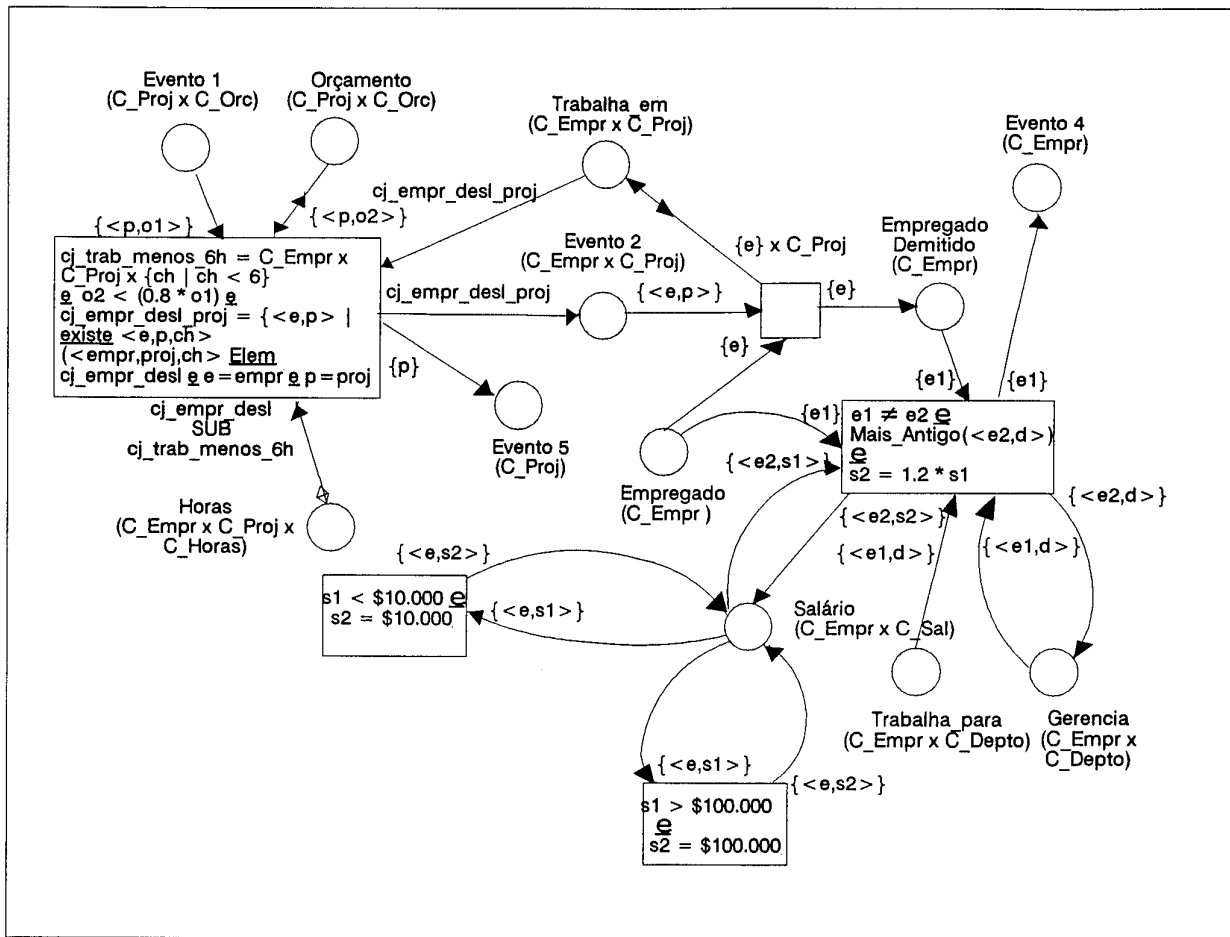 Evento 1
(C_Proj x C_Orc)
Orçamento
(C_Proj x C_Orc)
Trabalha_em
(C_Empr x C_Proj)
Evento 4
(C_Empr)
cj_empr_desl_proj
{<p,o1>}
{<p,o2>}
Evento 2
(C_Empr x C_Proj)
{e} x C_Proj
Empregado
Demitido
(C_Empr)
cj_trab_menos_6h = C_Empr x
C_Proj x {ch | ch < 6}
e o2 < (0.8 * o1) e
cj_empr_desl_proj = {<e,p> |
existe <e,p,ch>
(<empr,proj,ch> Elem
cj_empr_desl e e=empr e p=proj
cj_empr_desl_proj
{<e,p>}
{e}
{e}
{p}
{e1}
{e1}
cj_empr_desl
SUB
cj_trab_menos_6h
Evento 5
(C_Proj)
{e1}
e1 ≠ e2 e
Mais_Antigo(<e2,d>)
e
s2 = 1.2 * s1
{<e2,s1>}
Empregado
(C_Empr )
{<e2,d>}
Horas
(C_Empr x C_Proj x
C_Horas)
{<e2,s2>}
{<e1,d>}
{<e1,d>}
{<e,s2>}
s1 < $10.000 e
s2 = $10.000
{<e,s1>}
Salário
(C_Empr x C_Sal)
Trabalha_para
(C_Empr x C_Depto)
Gerencia
(C_Empr x
C_Depto)
{<e,s1>}
{<e,s2>}
s1 > $100.000
e
s2 = $100.000